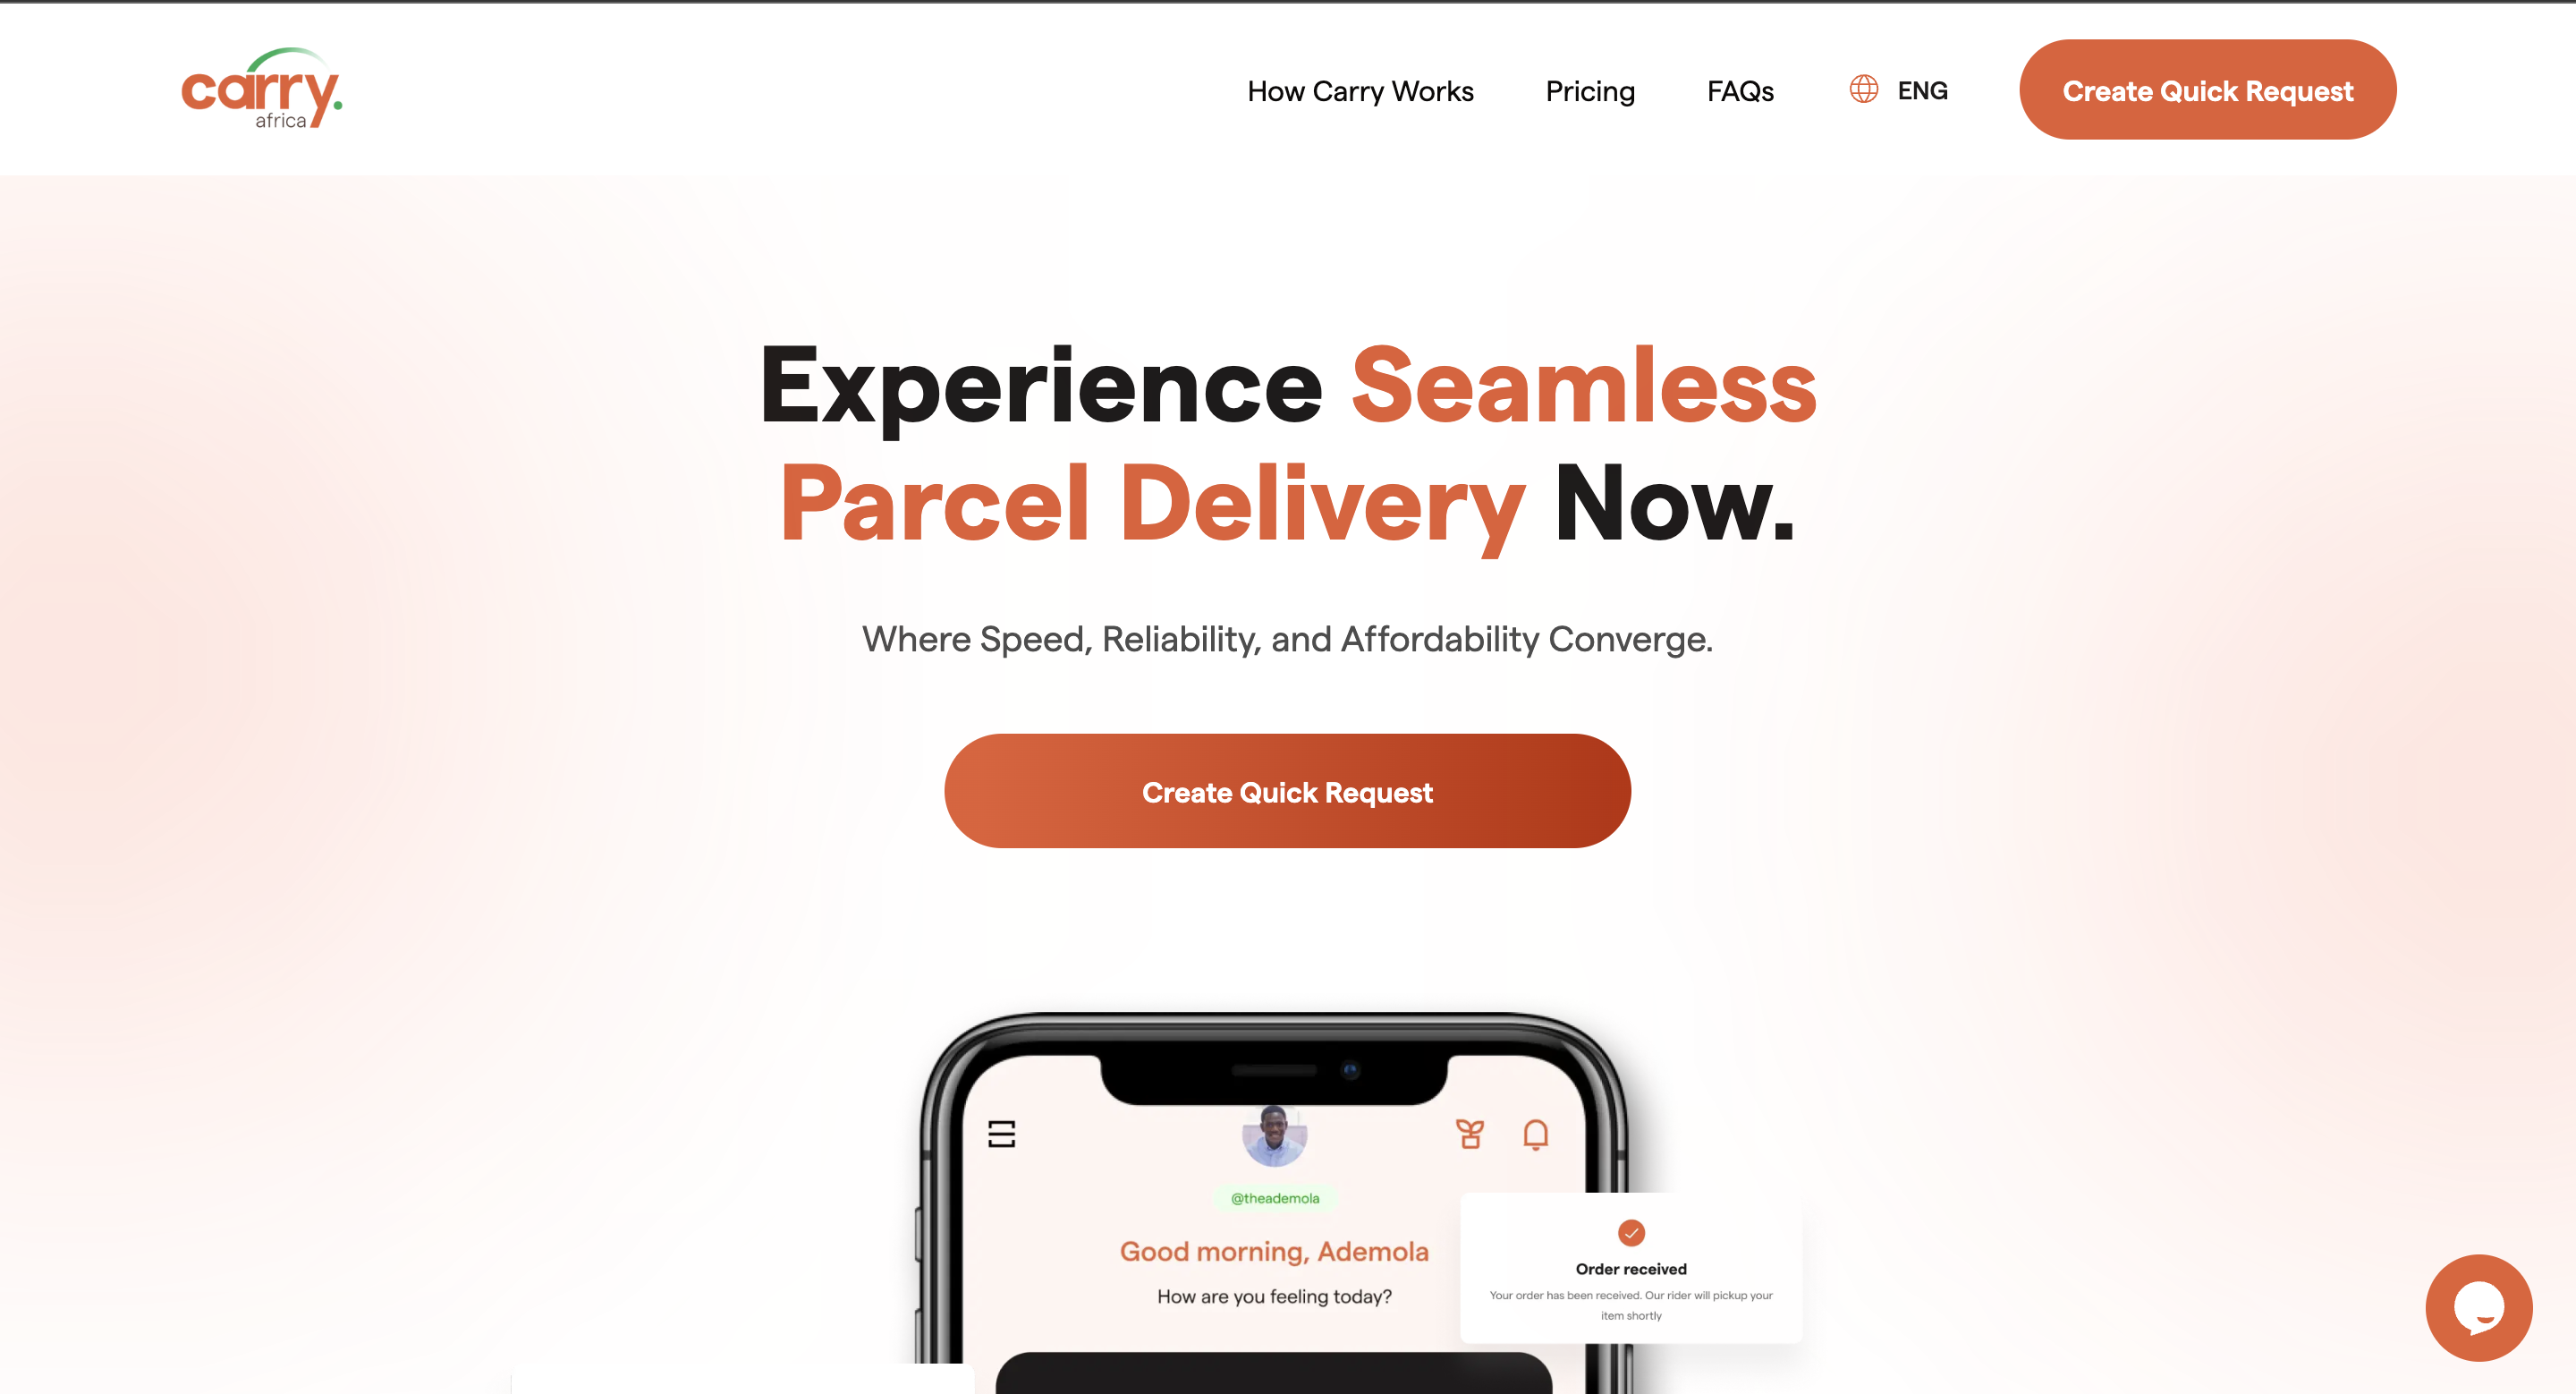 carry.
africa
How Carry Works
Pricing
FAQs
ENG
Create Quick Request
Experience Seamless
Parcel Delivery Now.
Where Speed, Reliability, and Affordability Converge.
Create Quick Request
@theademola
Good morning, Ademola
How are you feeling today?
Order received
Your order has been received. Our rider will pickup your
item shortly